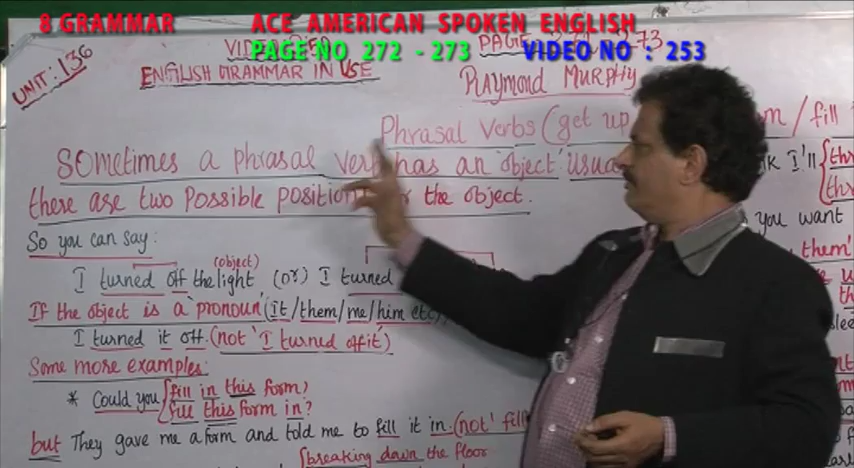 8 GRAMMAR ACE AMERICAN SPOKEN ENGLISH
PAGE NO 272 - 273 VIDEO NO : 253
UNIT: 136
ENGLISH GRAMMAR IN USE Raymond Murphy
Phrasal Verbs (get up / fill
Sometimes a phrasal verb has an 'object' usua
there are two possible positions for the object.
So you can say:
(object)
I turned off the light (or) I turned
If the object is a 'pronoun' (it/them/me/him etc)
I turned it off. (not 'I turned off it')
Some more examples:
* Could you { fill in this form?
fill this form in?
but They gave me a form and told me to fill it in. (not 'fill
{ breaking down the floor
I'll
you want
them'